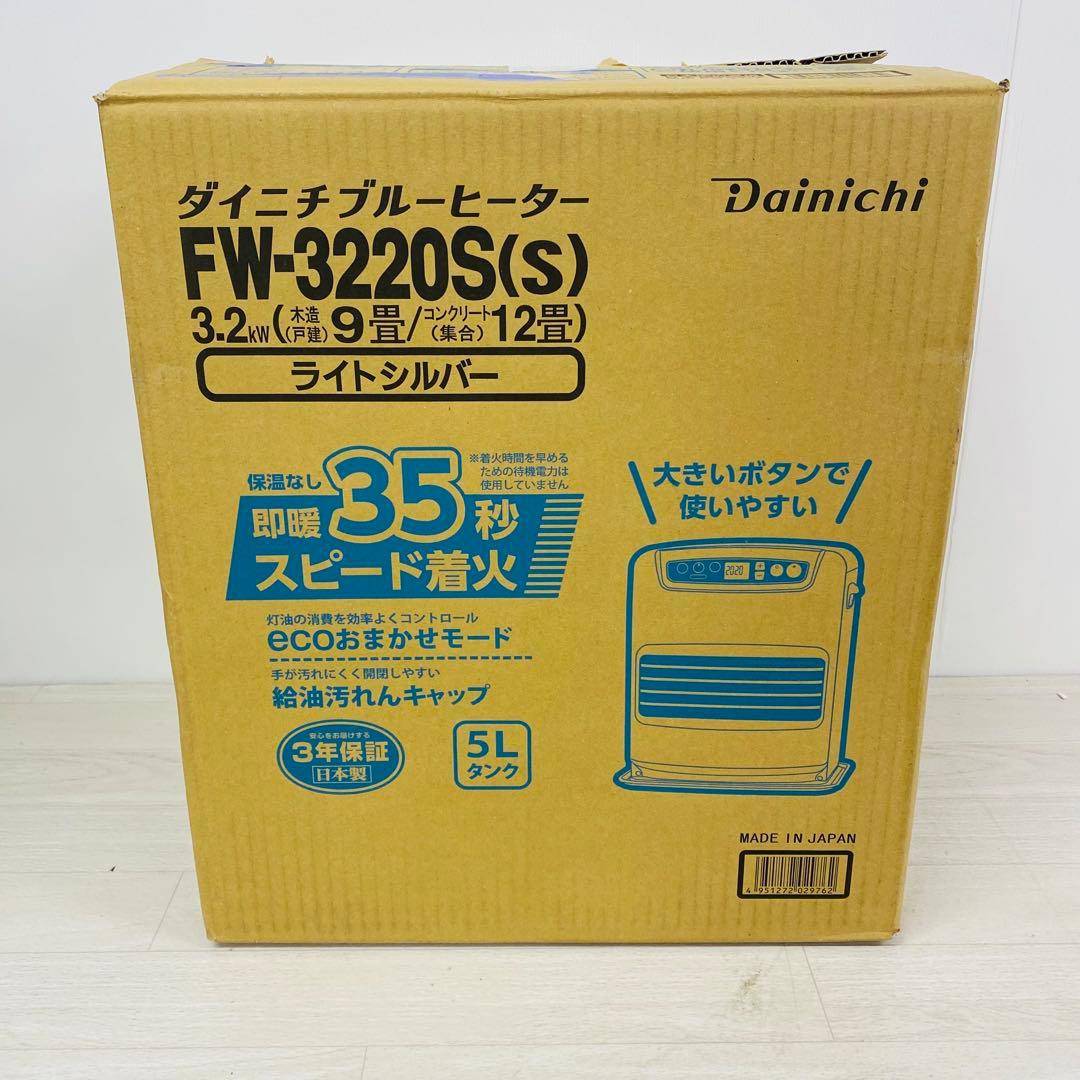 ダイニチブルーヒーター
Dainichi
FW-3220S(S)
3.2kW(木造(戸建)9畳/コンクリート(集合)12畳)
ライトシルバー
保温なし
即暖35秒
※着火時間を早める
ための待機電力は
使用していません
スピード着火
大きいボタンで
使いやすい
2020
灯油の消費を効率よくコントロール
ecoおまかせモード
手が汚れにくく開閉しやすい
給油汚れんキャップ
安心をお届けする
3年保証
日本製
5L
タンク
MADE IN JAPAN
4 951272 029762